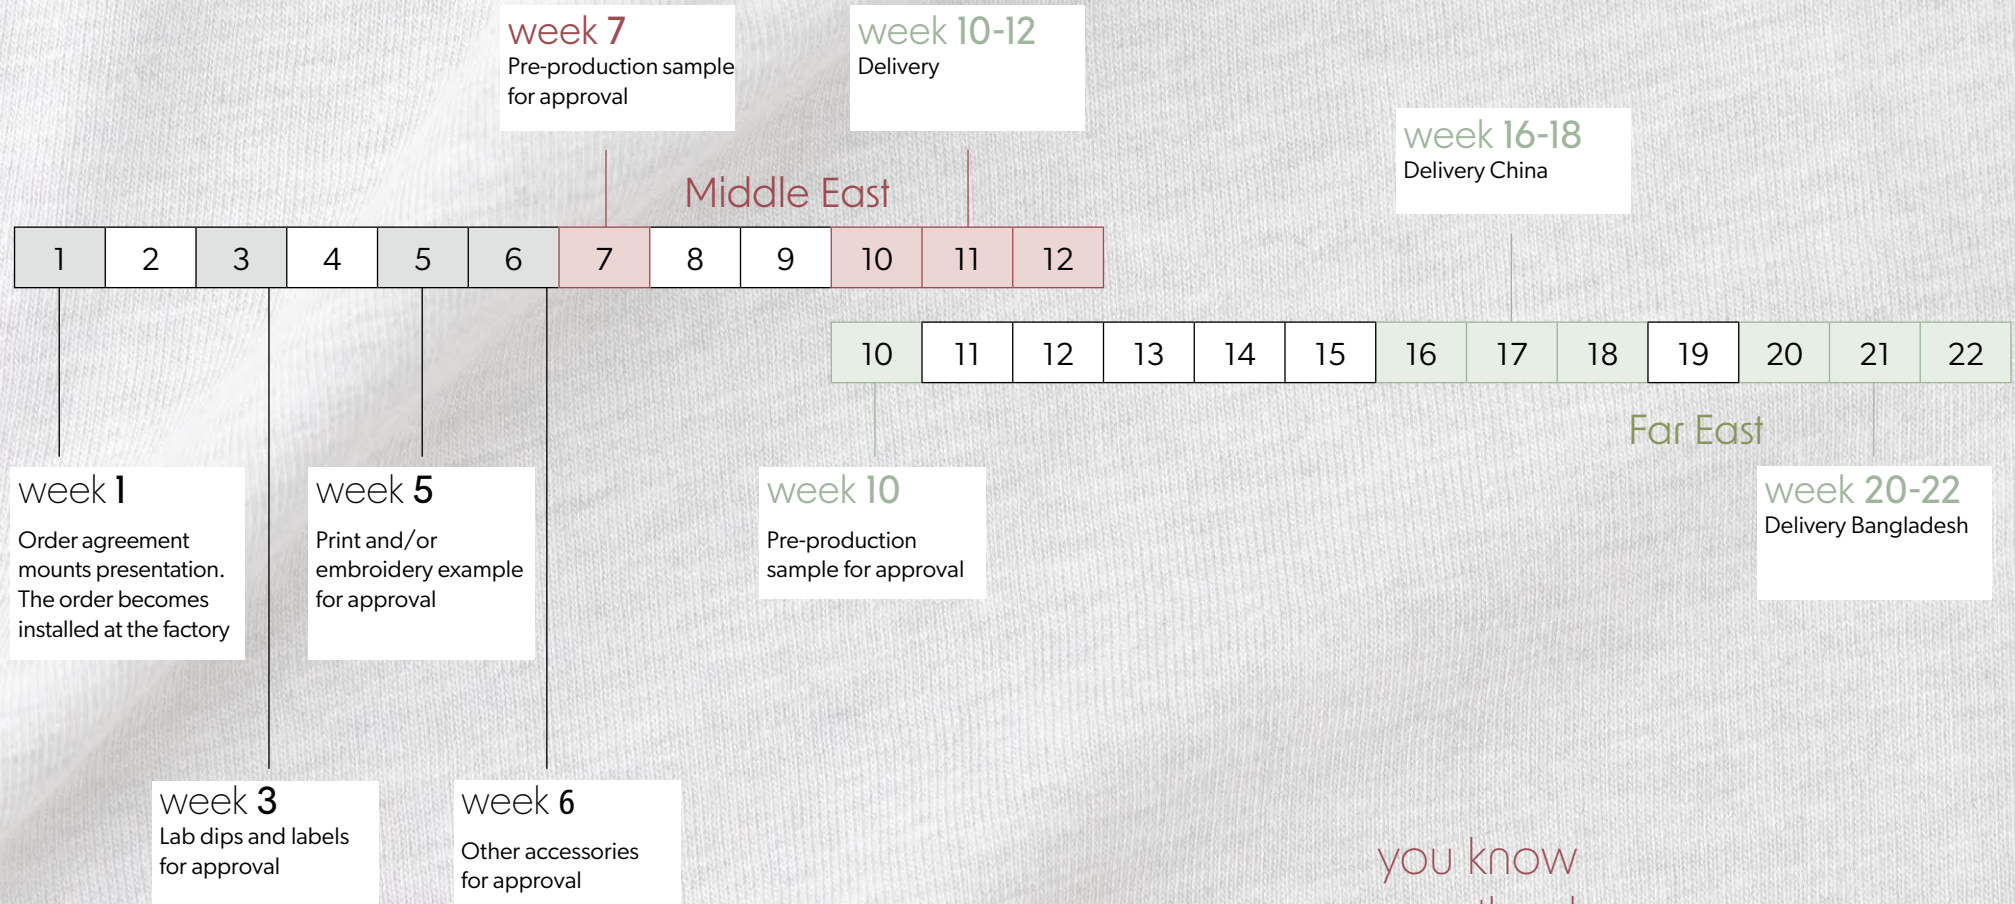 week 7
Pre-production sample
for approval
week 10-12
Delivery
week 16-18
Delivery China
Middle East
1 2 3 4 5 6 7 8 9 10 11 12
10 11 12 13 14 15 16 17 18 19 20 21 22
Far East
week 1
Order agreement
mounts presentation.
The order becomes
installed at the factory
week 5
Print and/or
embroidery example
for approval
week 10
Pre-production
sample for approval
week 20-22
Delivery Bangladesh
week 3
Lab dips and labels
for approval
week 6
Other accessories
for approval
you know